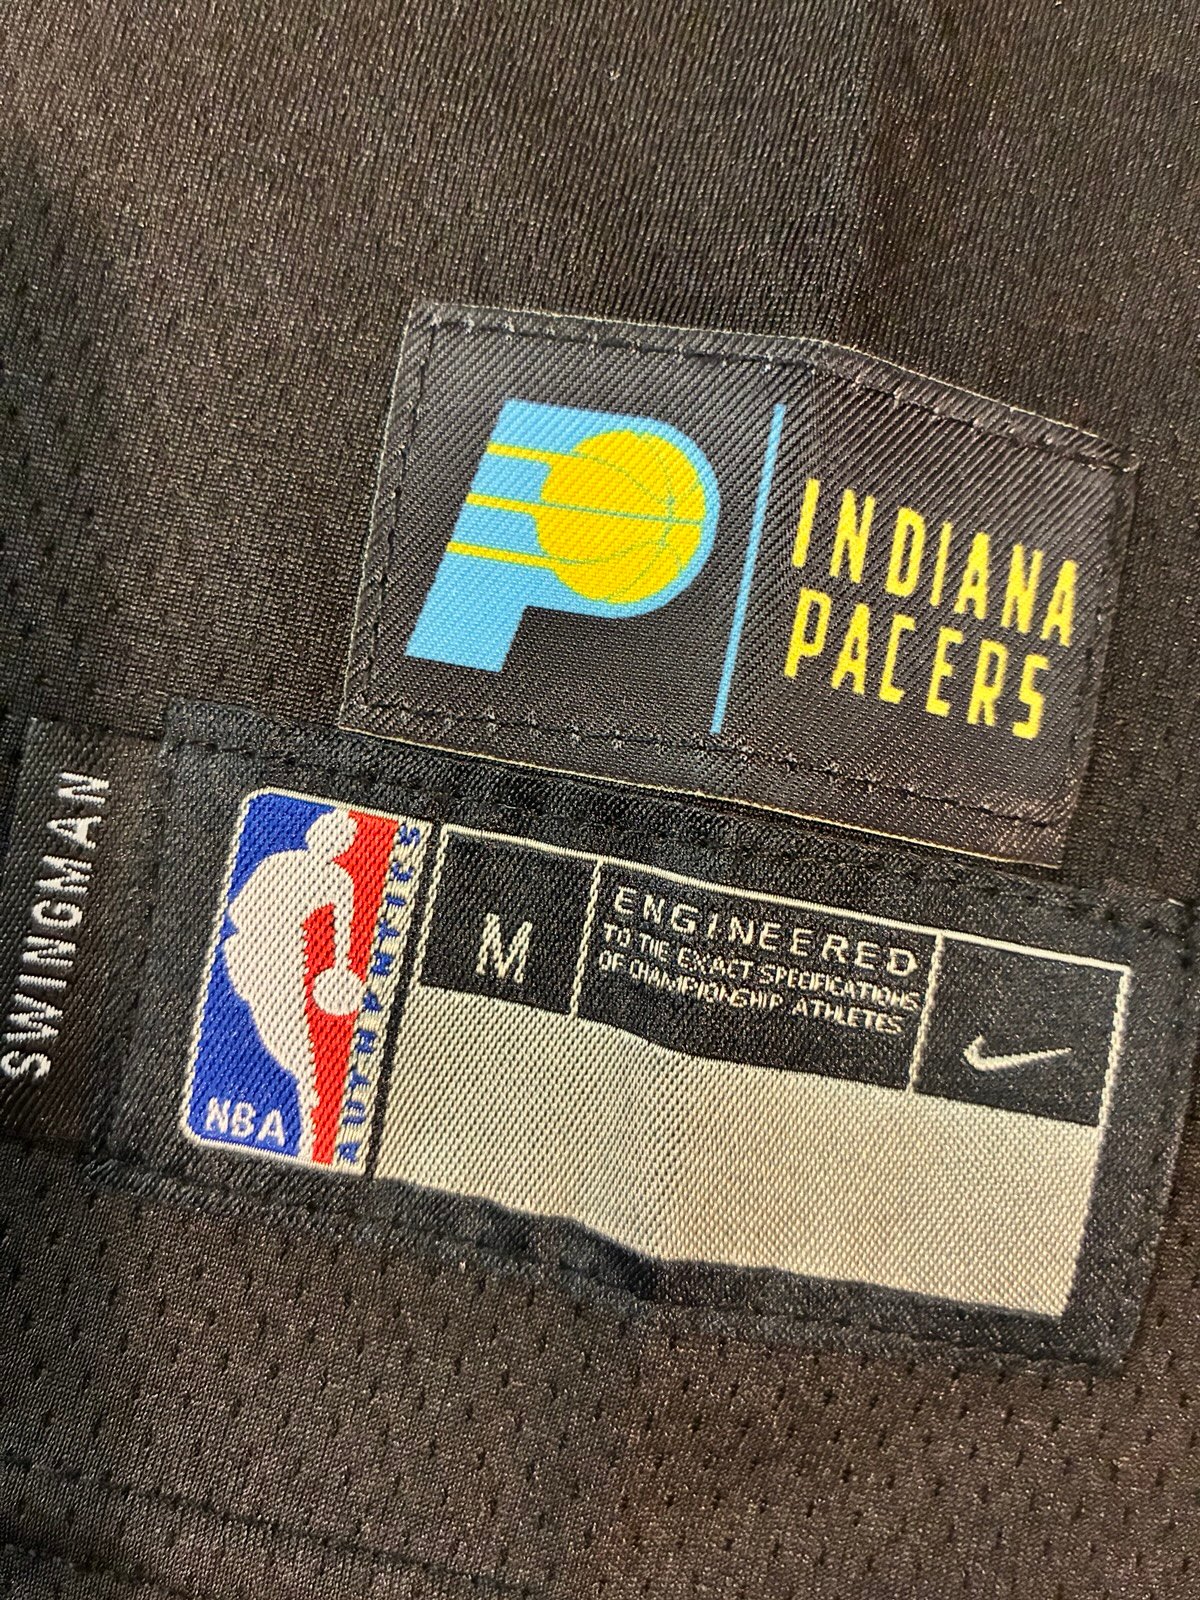 INDIANA
PACERS
SWINGMAN
NBA
AUTHENTICS
M
ENGINEERED
TO THE EXACT SPECIFICATIONS
OF CHAMPIONSHIP ATHLETES